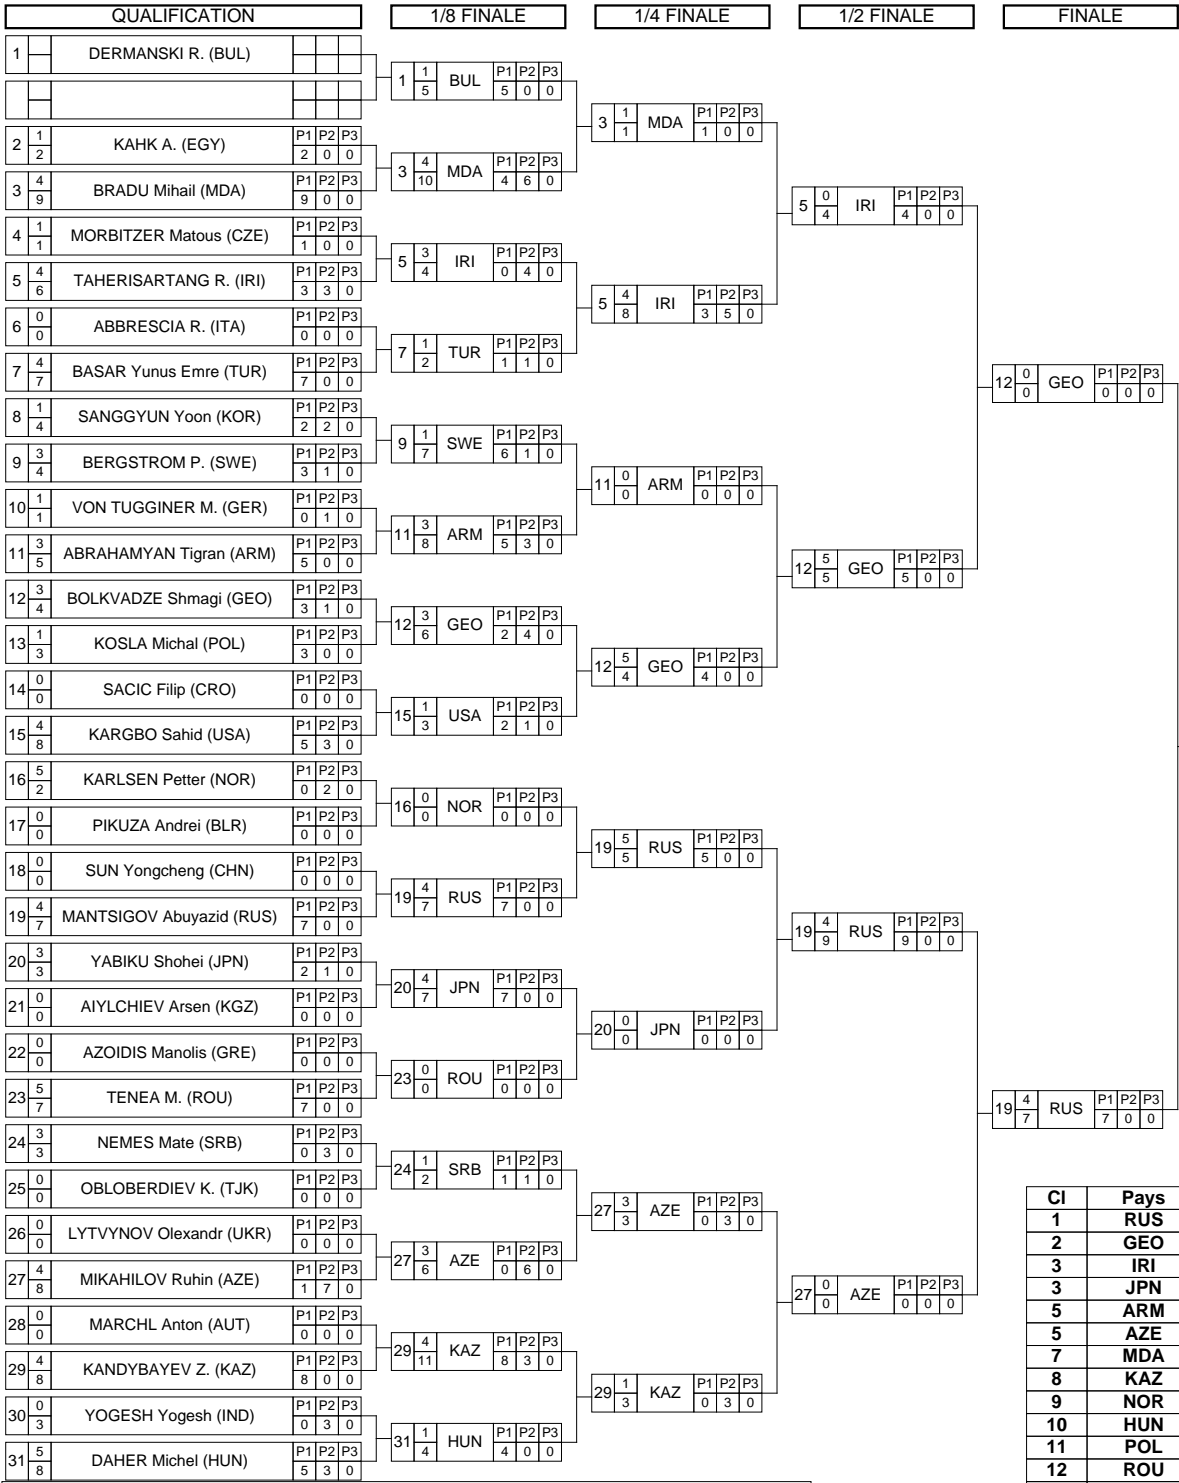 QUALIFICATION
1/8 FINALE
1/4 FINALE
1/2 FINALE
FINALE
1 DERMANSKI R. (BUL)
2 1 2 KAHK A. (EGY) P1 P2 P3 2 0 0
3 4 9 BRADU Mihail (MDA) P1 P2 P3 9 0 0
4 1 1 MORBITZER Matous (CZE) P1 P2 P3 1 0 0
5 4 6 TAHERISARTANG R. (IRI) P1 P2 P3 3 3 0
6 0 0 ABBRESCIA R. (ITA) P1 P2 P3 0 0 0
7 4 7 BASAR Yunus Emre (TUR) P1 P2 P3 7 0 0
8 1 4 SANGGYUN Yoon (KOR) P1 P2 P3 2 2 0
9 3 4 BERGSTROM P. (SWE) P1 P2 P3 3 1 0
10 1 1 VON TUGGINER M. (GER) P1 P2 P3 0 1 0
11 3 5 ABRAHAMYAN Tigran (ARM) P1 P2 P3 5 0 0
12 3 4 BOLKVADZE Shmagi (GEO) P1 P2 P3 3 1 0
13 1 3 KOSLA Michal (POL) P1 P2 P3 3 0 0
14 0 0 SACIC Filip (CRO) P1 P2 P3 0 0 0
15 4 8 KARGBO Sahid (USA) P1 P2 P3 5 3 0
16 5 2 KARLSEN Petter (NOR) P1 P2 P3 0 2 0
17 0 0 PIKUZA Andrei (BLR) P1 P2 P3 0 0 0
18 0 0 SUN Yongcheng (CHN) P1 P2 P3 0 0 0
19 4 7 MANTSIGOV Abuyazid (RUS) P1 P2 P3 7 0 0
20 3 3 YABIKU Shohei (JPN) P1 P2 P3 2 1 0
21 0 0 AIYLCHIEV Arsen (KGZ) P1 P2 P3 0 0 0
22 0 0 AZOIDIS Manolis (GRE) P1 P2 P3 0 0 0
23 5 7 TENEA M. (ROU) P1 P2 P3 7 0 0
24 3 3 NEMES Mate (SRB) P1 P2 P3 0 3 0
25 0 0 OBLOBERDIEV K. (TJK) P1 P2 P3 0 0 0
26 0 0 LYTVYNOV Olexandr (UKR) P1 P2 P3 0 0 0
27 4 8 MIKAHILOV Ruhin (AZE) P1 P2 P3 1 7 0
28 0 0 MARCHL Anton (AUT) P1 P2 P3 0 0 0
29 4 8 KANDYBAYEV Z. (KAZ) P1 P2 P3 8 0 0
30 0 3 YOGESH Yogesh (IND) P1 P2 P3 0 3 0
31 5 8 DAHER Michel (HUN) P1 P2 P3 5 3 0
1 1 5 BUL P1 P2 P3 5 0 0
3 4 10 MDA P1 P2 P3 4 6 0
5 3 4 IRI P1 P2 P3 0 4 0
7 1 2 TUR P1 P2 P3 1 1 0
9 1 7 SWE P1 P2 P3 6 1 0
11 3 8 ARM P1 P2 P3 5 3 0
12 3 6 GEO P1 P2 P3 2 4 0
15 1 3 USA P1 P2 P3 2 1 0
16 0 0 NOR P1 P2 P3 0 0 0
19 4 7 RUS P1 P2 P3 7 0 0
20 4 7 JPN P1 P2 P3 7 0 0
23 0 0 ROU P1 P2 P3 0 0 0
24 1 2 SRB P1 P2 P3 1 1 0
27 3 6 AZE P1 P2 P3 0 6 0
29 4 11 KAZ P1 P2 P3 8 3 0
31 1 4 HUN P1 P2 P3 4 0 0
3 1 1 MDA P1 P2 P3 1 0 0
5 4 8 IRI P1 P2 P3 3 5 0
11 0 0 ARM P1 P2 P3 0 0 0
12 5 4 GEO P1 P2 P3 4 0 0
19 5 5 RUS P1 P2 P3 5 0 0
20 0 0 JPN P1 P2 P3 0 0 0
27 3 3 AZE P1 P2 P3 0 3 0
29 1 3 KAZ P1 P2 P3 0 3 0
5 0 4 IRI P1 P2 P3 4 0 0
12 5 5 GEO P1 P2 P3 5 0 0
19 4 9 RUS P1 P2 P3 9 0 0
27 0 0 AZE P1 P2 P3 0 0 0
12 0 0 GEO P1 P2 P3 0 0 0
19 4 7 RUS P1 P2 P3 7 0 0
Cl Pays
1 RUS
2 GEO
3 IRI
3 JPN
5 ARM
5 AZE
7 MDA
8 KAZ
9 NOR
10 HUN
11 POL
12 ROU